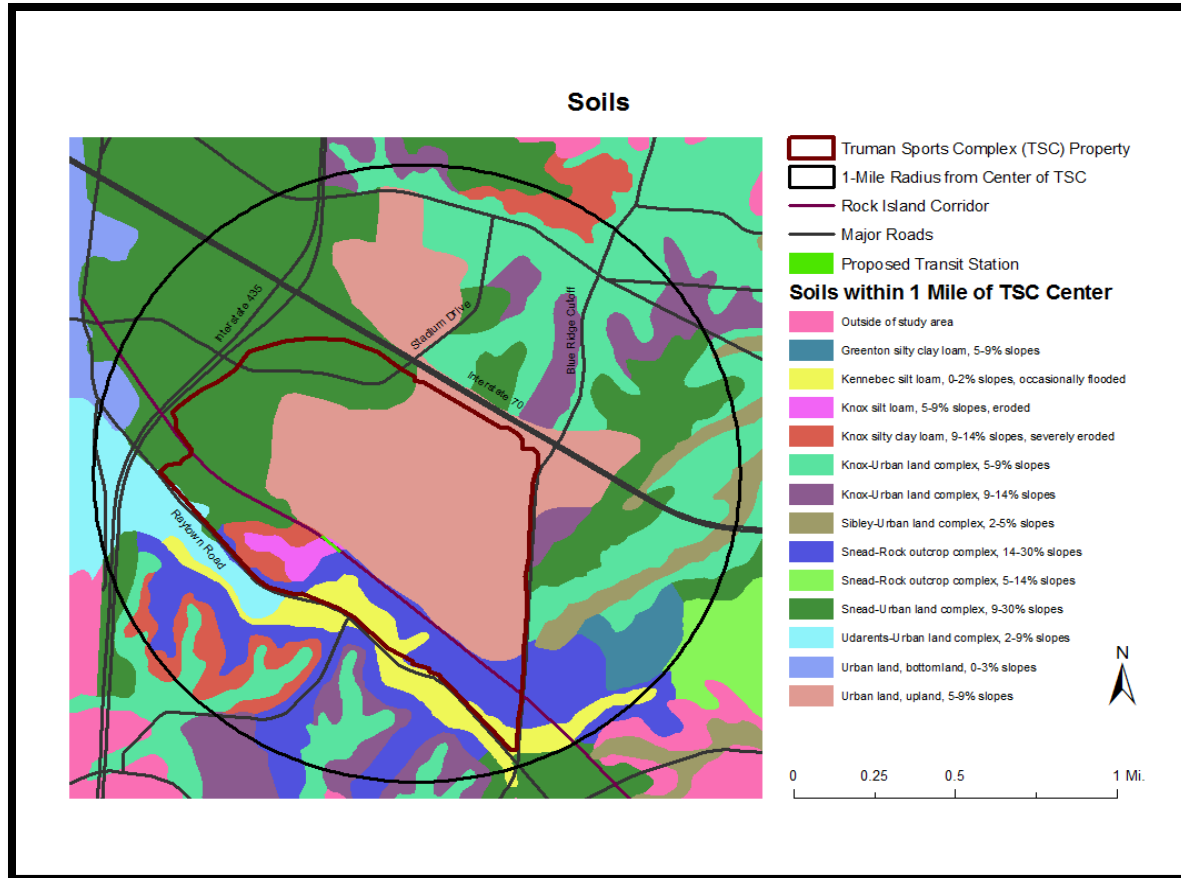 Soils
Truman Sports Complex (TSC) Property
1-Mile Radius from Center of TSC
Rock Island Corridor
Major Roads
Proposed Transit Station
Soils within 1 Mile of TSC Center
Outside of study area
Greenton silty clay loam, 5-9% slopes
Kennebec silt loam, 0-2% slopes, occasionally flooded
Knox silt loam, 5-9% slopes, eroded
Knox silty clay loam, 9-14% slopes, severely eroded
Knox-Urban land complex, 5-9% slopes
Knox-Urban land complex, 9-14% slopes
Sibley-Urban land complex, 2-5% slopes
Snead-Rock outcrop complex, 14-30% slopes
Snead-Rock outcrop complex, 5-14% slopes
Snead-Urban land complex, 9-30% slopes
Udarents-Urban land complex, 2-9% slopes
Urban land, bottomland, 0-3% slopes
Urban land, upland, 5-9% slopes
Interstate 435
Stadium Drive
Blue Ridge Cutoff
Interstate 70
Raytown Road
N
0 0.25 0.5 1 Mi.